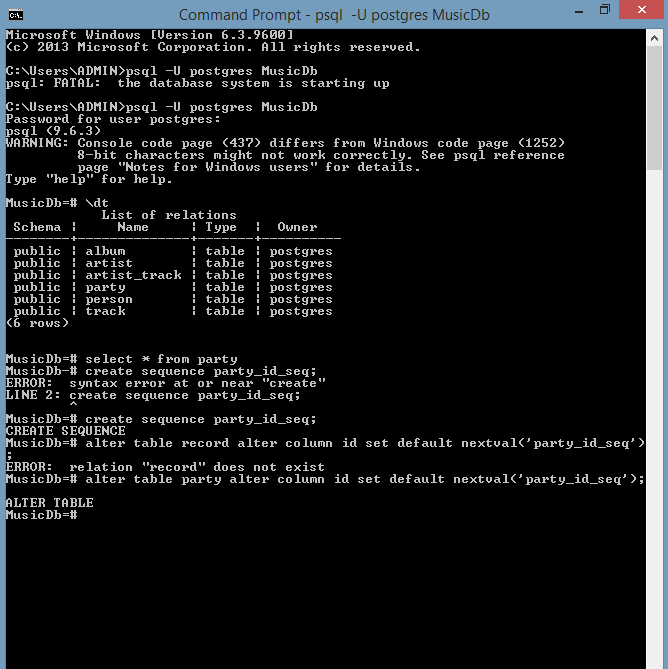 Command Prompt - psql  -U postgres MusicDb
Microsoft Windows [Version 6.3.9600]
(c) 2013 Microsoft Corporation. All rights reserved.
C:\Users\ADMIN>psql -U postgres MusicDb
psql: FATAL:  the database system is starting up
C:\Users\ADMIN>psql -U postgres MusicDb
Password for user postgres:
psql (9.6.3)
WARNING: Console code page (437) differs from Windows code page (1252)
         8-bit characters might not work correctly. See psql reference
         page "Notes for Windows users" for details.
Type "help" for help.
MusicDb=# \dt
            List of relations
 Schema ¦     Name     ¦ Type  ¦  Owner
--------+--------------+-------+----------
 public ¦ album        ¦ table ¦ postgres
 public ¦ artist       ¦ table ¦ postgres
 public ¦ artist_track ¦ table ¦ postgres
 public ¦ party        ¦ table ¦ postgres
 public ¦ person       ¦ table ¦ postgres
 public ¦ track        ¦ table ¦ postgres
(6 rows)
MusicDb=# select * from party
MusicDb-# create sequence party_id_seq;
ERROR:  syntax error at or near "create"
LINE 2: create sequence party_id_seq;
        ^
MusicDb=# create sequence party_id_seq;
CREATE SEQUENCE
MusicDb=# alter table record alter column id set default nextval('party_id_seq')
;
ERROR:  relation "record" does not exist
MusicDb=# alter table party alter column id set default nextval('party_id_seq');
ALTER TABLE
MusicDb=#